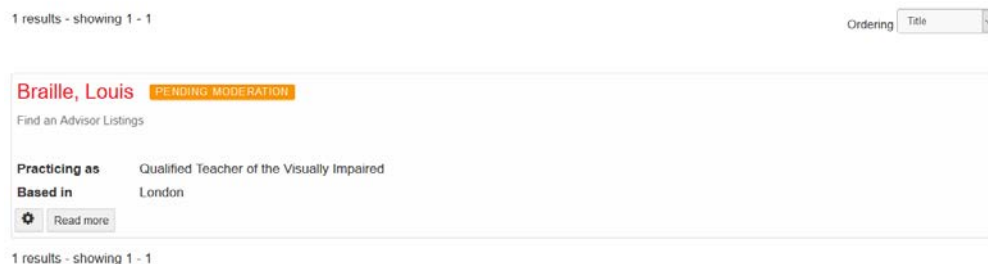 1 results - showing 1 - 1
Ordering Title
Braille, Louis PENDING MODERATION
Find an Advisor Listings
Practicing as Qualified Teacher of the Visually Impaired
Based in London
Read more
1 results - showing 1 - 1